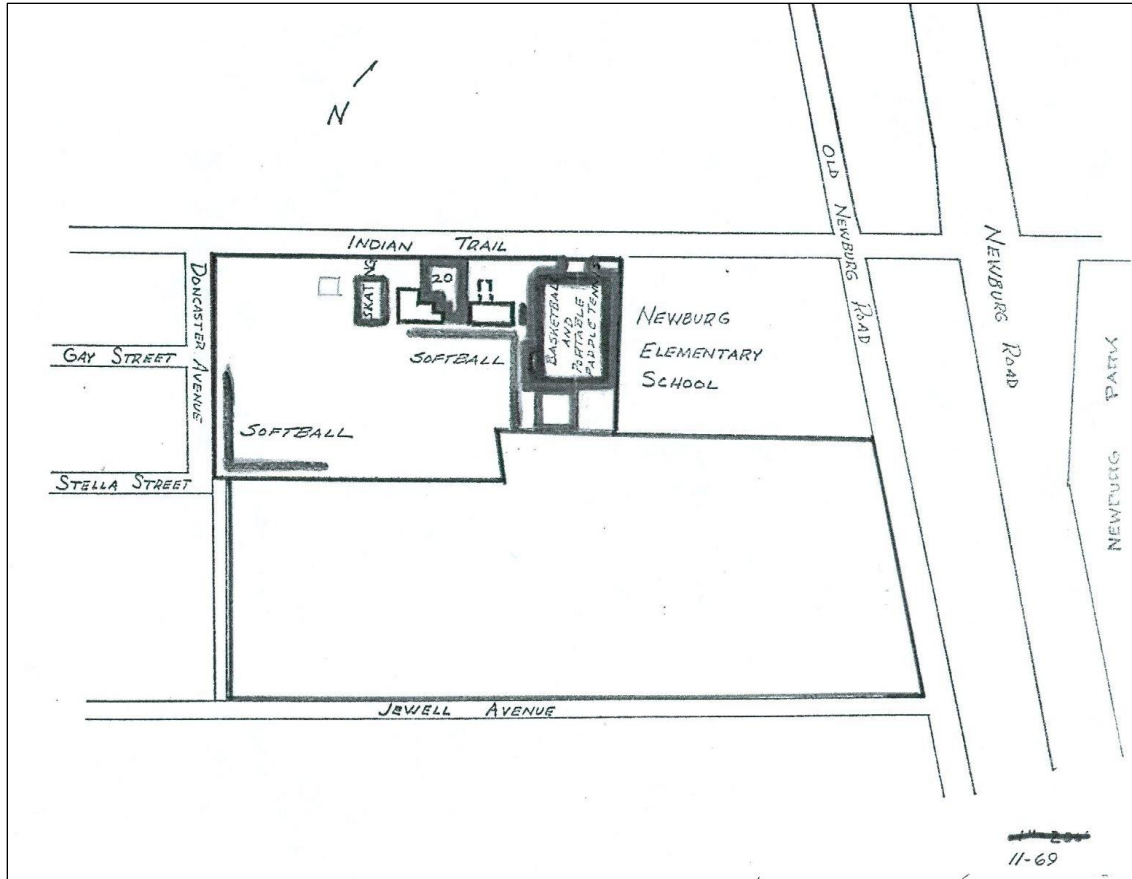 N
INDIAN TRAIL
OLD NEWBURG ROAD
NEWBURG ROAD
NEWBURG PARK
DONCASTER AVENUE
SKATING
20
BASKETBALL
AND
PORTABLE
PADDLE TENNIS
NEWBURG
ELEMENTARY
SCHOOL
GAY STREET
SOFTBALL
SOFTBALL
STELLA STREET
JEWELL AVENUE
11-69